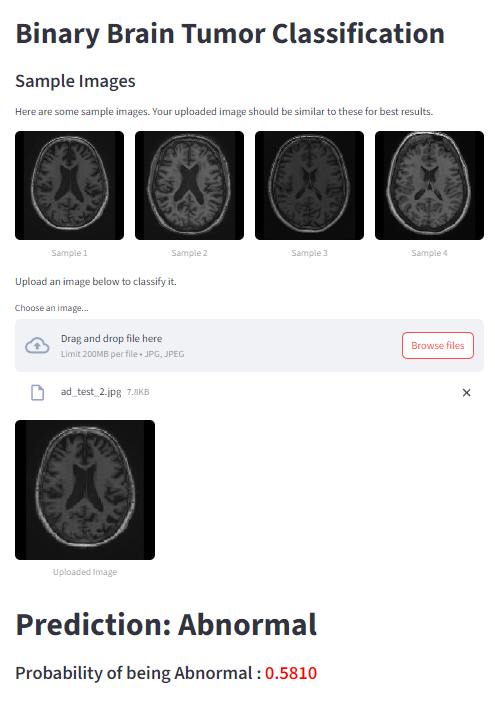 Binary Brain Tumor Classification
Sample Images
Here are some sample images. Your uploaded image should be similar to these for best results.
Sample 1
Sample 2
Sample 3
Sample 4
Upload an image below to classify it.
Choose an image...
Drag and drop file here
Limit 200MB per file • JPG, JPEG
Browse files
ad_test_2.jpg 7.8KB
Uploaded Image
Prediction: Abnormal
Probability of being Abnormal : 0.5810